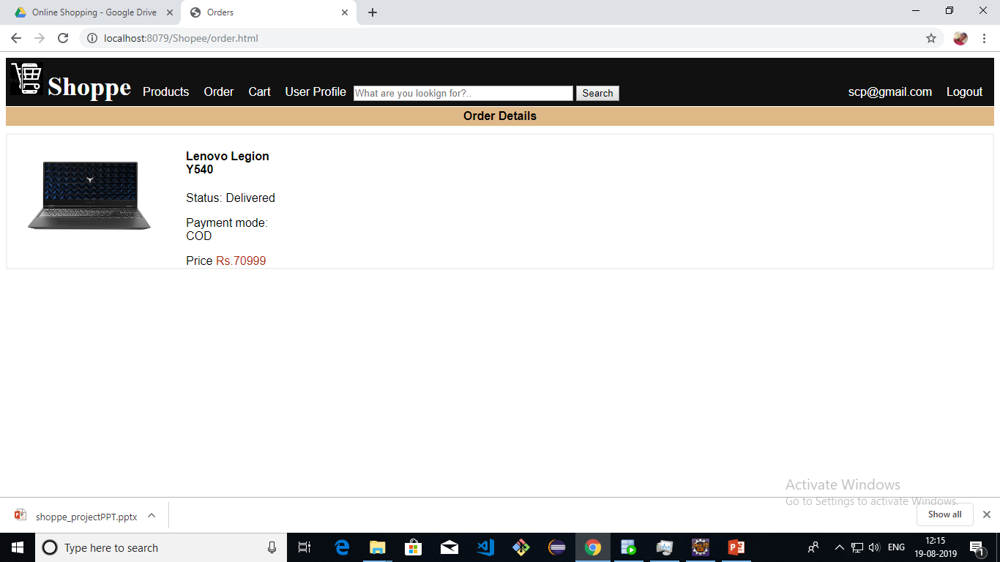 Online Shopping - Google Drive
Orders
localhost:8079/Shopee/order.html
Shoppe
Products
Order
Cart
User Profile
What are you lookign for?..
Search
scp@gmail.com
Logout
Order Details
Lenovo Legion
Y540
Status: Delivered
Payment mode:
COD
Price Rs.70999
Activate Windows
Go to Settings to activate Windows.
shoppe_projectPPT.pptx
Show all
Type here to search
ENG
12:15
19-08-2019
1